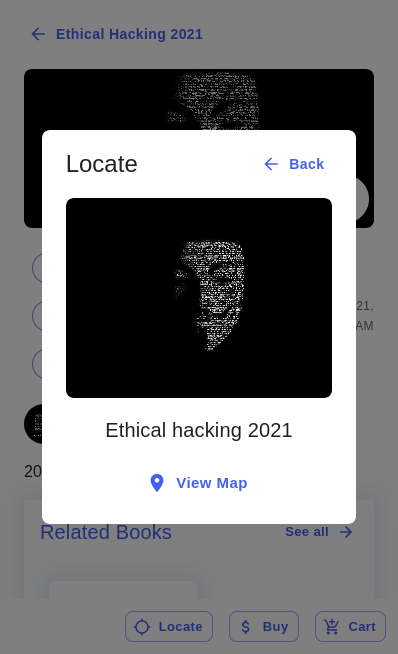 Ethical Hacking 2021
Locate
Back
21,
AM
Ethical hacking 2021
View Map
20
Related Books
See all
Locate
Buy
Cart